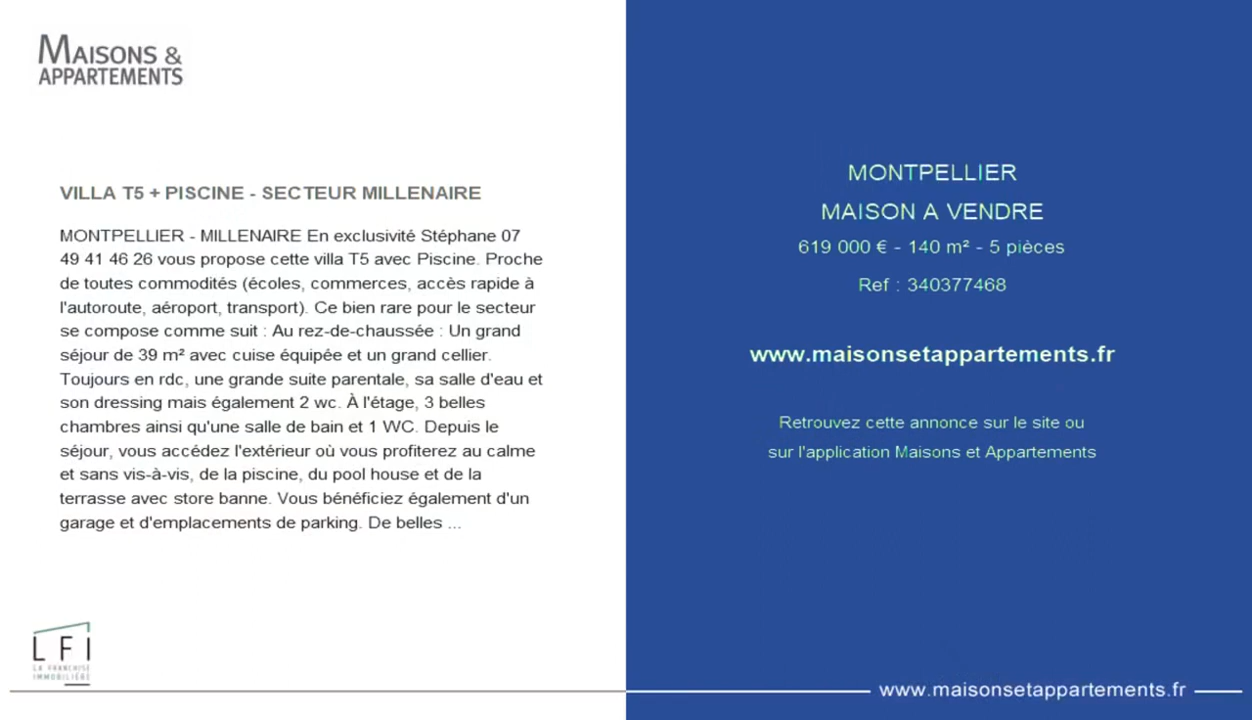 MAISONS &
APPARTEMENTS
VILLA T5 + PISCINE - SECTEUR MILLENAIRE
MONTPELLIER - MILLENAIRE En exclusivité Stéphane 07
49 41 46 26 vous propose cette villa T5 avec Piscine. Proche
de toutes commodités (écoles, commerces, accès rapide à
l'autoroute, aéroport, transport). Ce bien rare pour le secteur
se compose comme suit : Au rez-de-chaussée : Un grand
séjour de 39 m² avec cuise équipée et un grand cellier.
Toujours en rdc, une grande suite parentale, sa salle d'eau et
son dressing mais également 2 wc. À l'étage, 3 belles
chambres ainsi qu'une salle de bain et 1 WC. Depuis le
séjour, vous accédez l'extérieur où vous profiterez au calme
et sans vis-à-vis, de la piscine, du pool house et de la
terrasse avec store banne. Vous bénéficiez également d'un
garage et d'emplacements de parking. De belles ...
LFI
LA FRANCHISE
IMMOBILIÈRE
MONTPELLIER
MAISON A VENDRE
619 000 € - 140 m² - 5 pièces
Ref : 340377468
www.maisonsetappartements.fr
Retrouvez cette annonce sur le site ou
sur l'application Maisons et Appartements
www.maisonsetappartements.fr